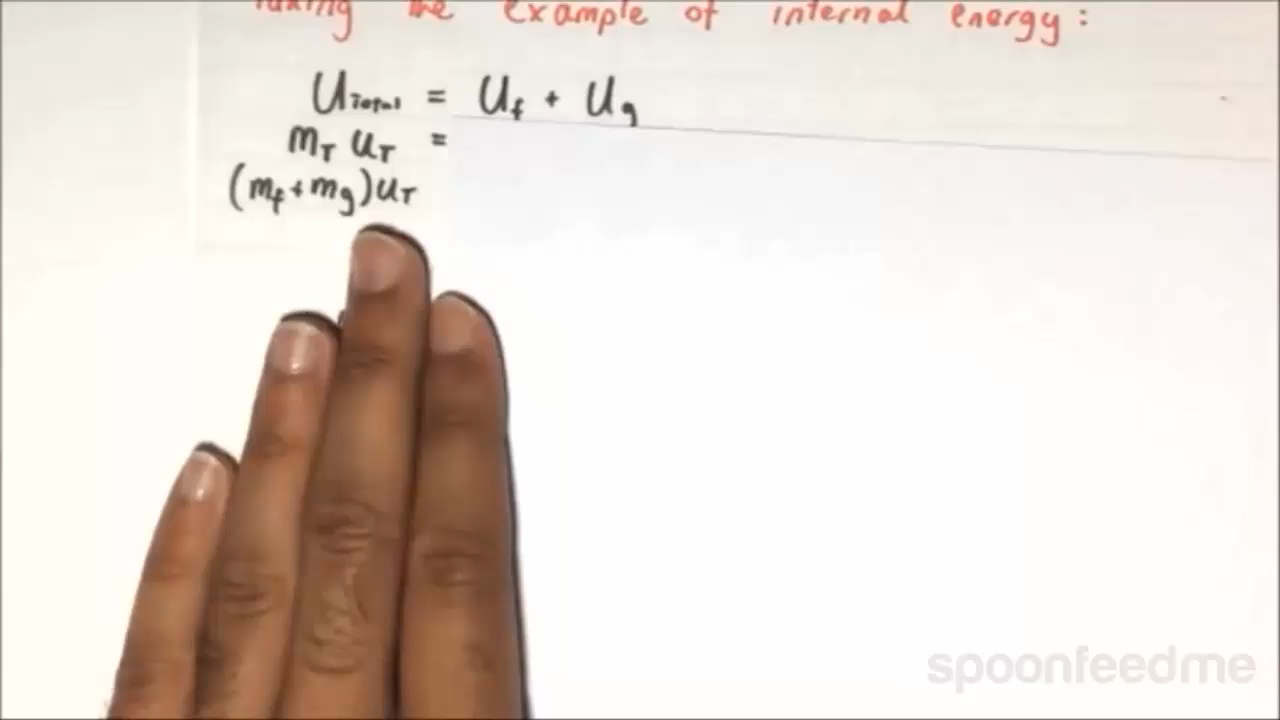 Taking the example of internal energy:
U_Total = U_f + U_g
m_T u_T =
(m_f + m_g) u_T
spoonfeedme